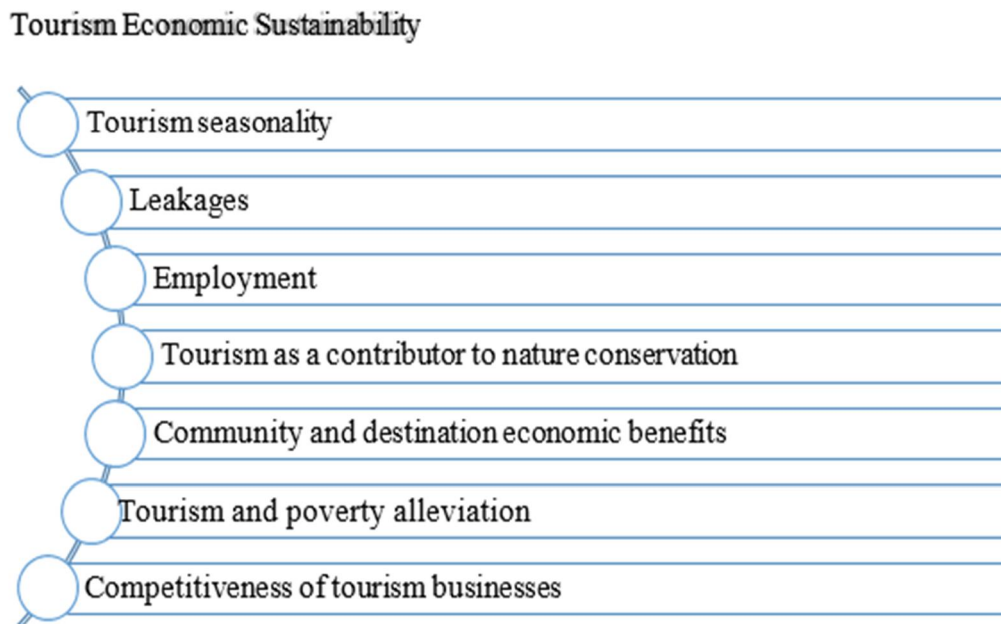 Tourism Economic Sustainability
Tourism seasonality
Leakages
Employment
Tourism as a contributor to nature conservation
Community and destination economic benefits
Tourism and poverty alleviation
Competitiveness of tourism businesses